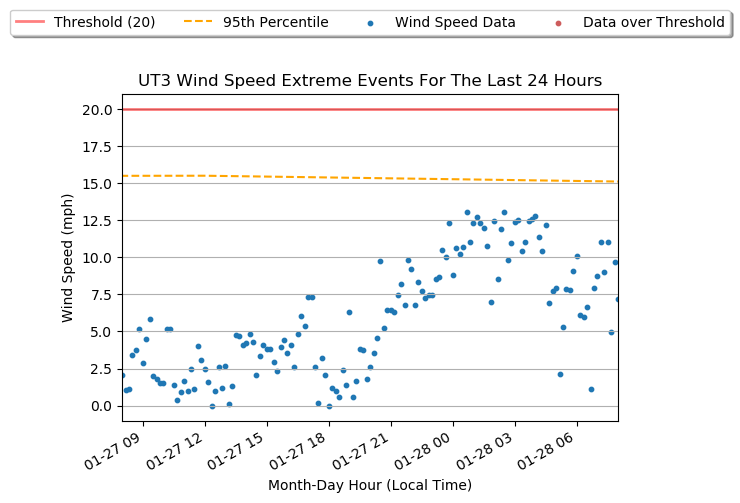 Threshold (20) 95th Percentile Wind Speed Data Data over Threshold
UT3 Wind Speed Extreme Events For The Last 24 Hours
20.0
17.5
15.0
12.5
10.0
7.5
5.0
2.5
0.0
Wind Speed (mph)
01-27 09 01-27 12 01-27 15 01-27 18 01-27 21 01-28 00 01-28 03 01-28 06
Month-Day Hour (Local Time)